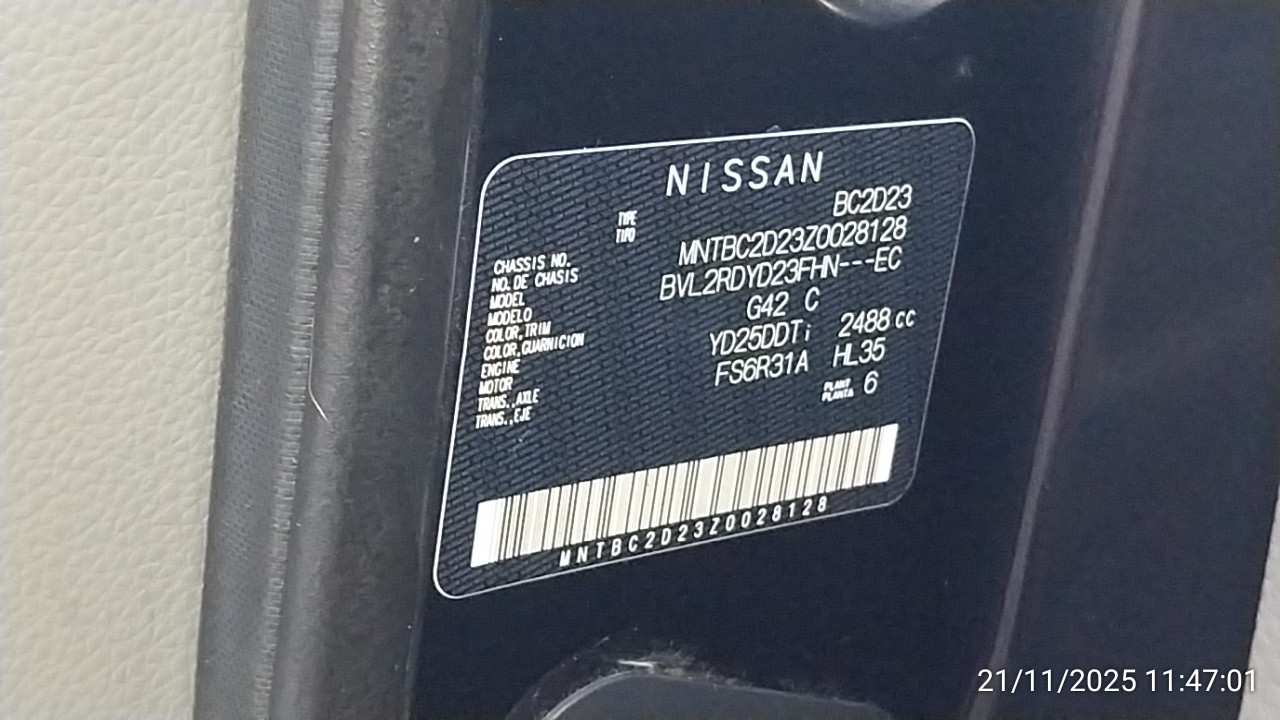 NISSAN
TYPE BC2D23
TIPO
CHASSIS NO. MNTBC2D23Z0028128
NO. DE CHASIS
MODEL BVL2RDYD23FHN---EC
MODELO
COLOR,TRIM G42 C
COLOR,GUARNICION
ENGINE YD25DDTi 2488 cc
MOTOR
TRANS.,AXLE FS6R31A HL35
TRANS.,EJE
PLANT 6
PLANTA
MNTBC2D23Z0028128
21/11/2025 11:47:01